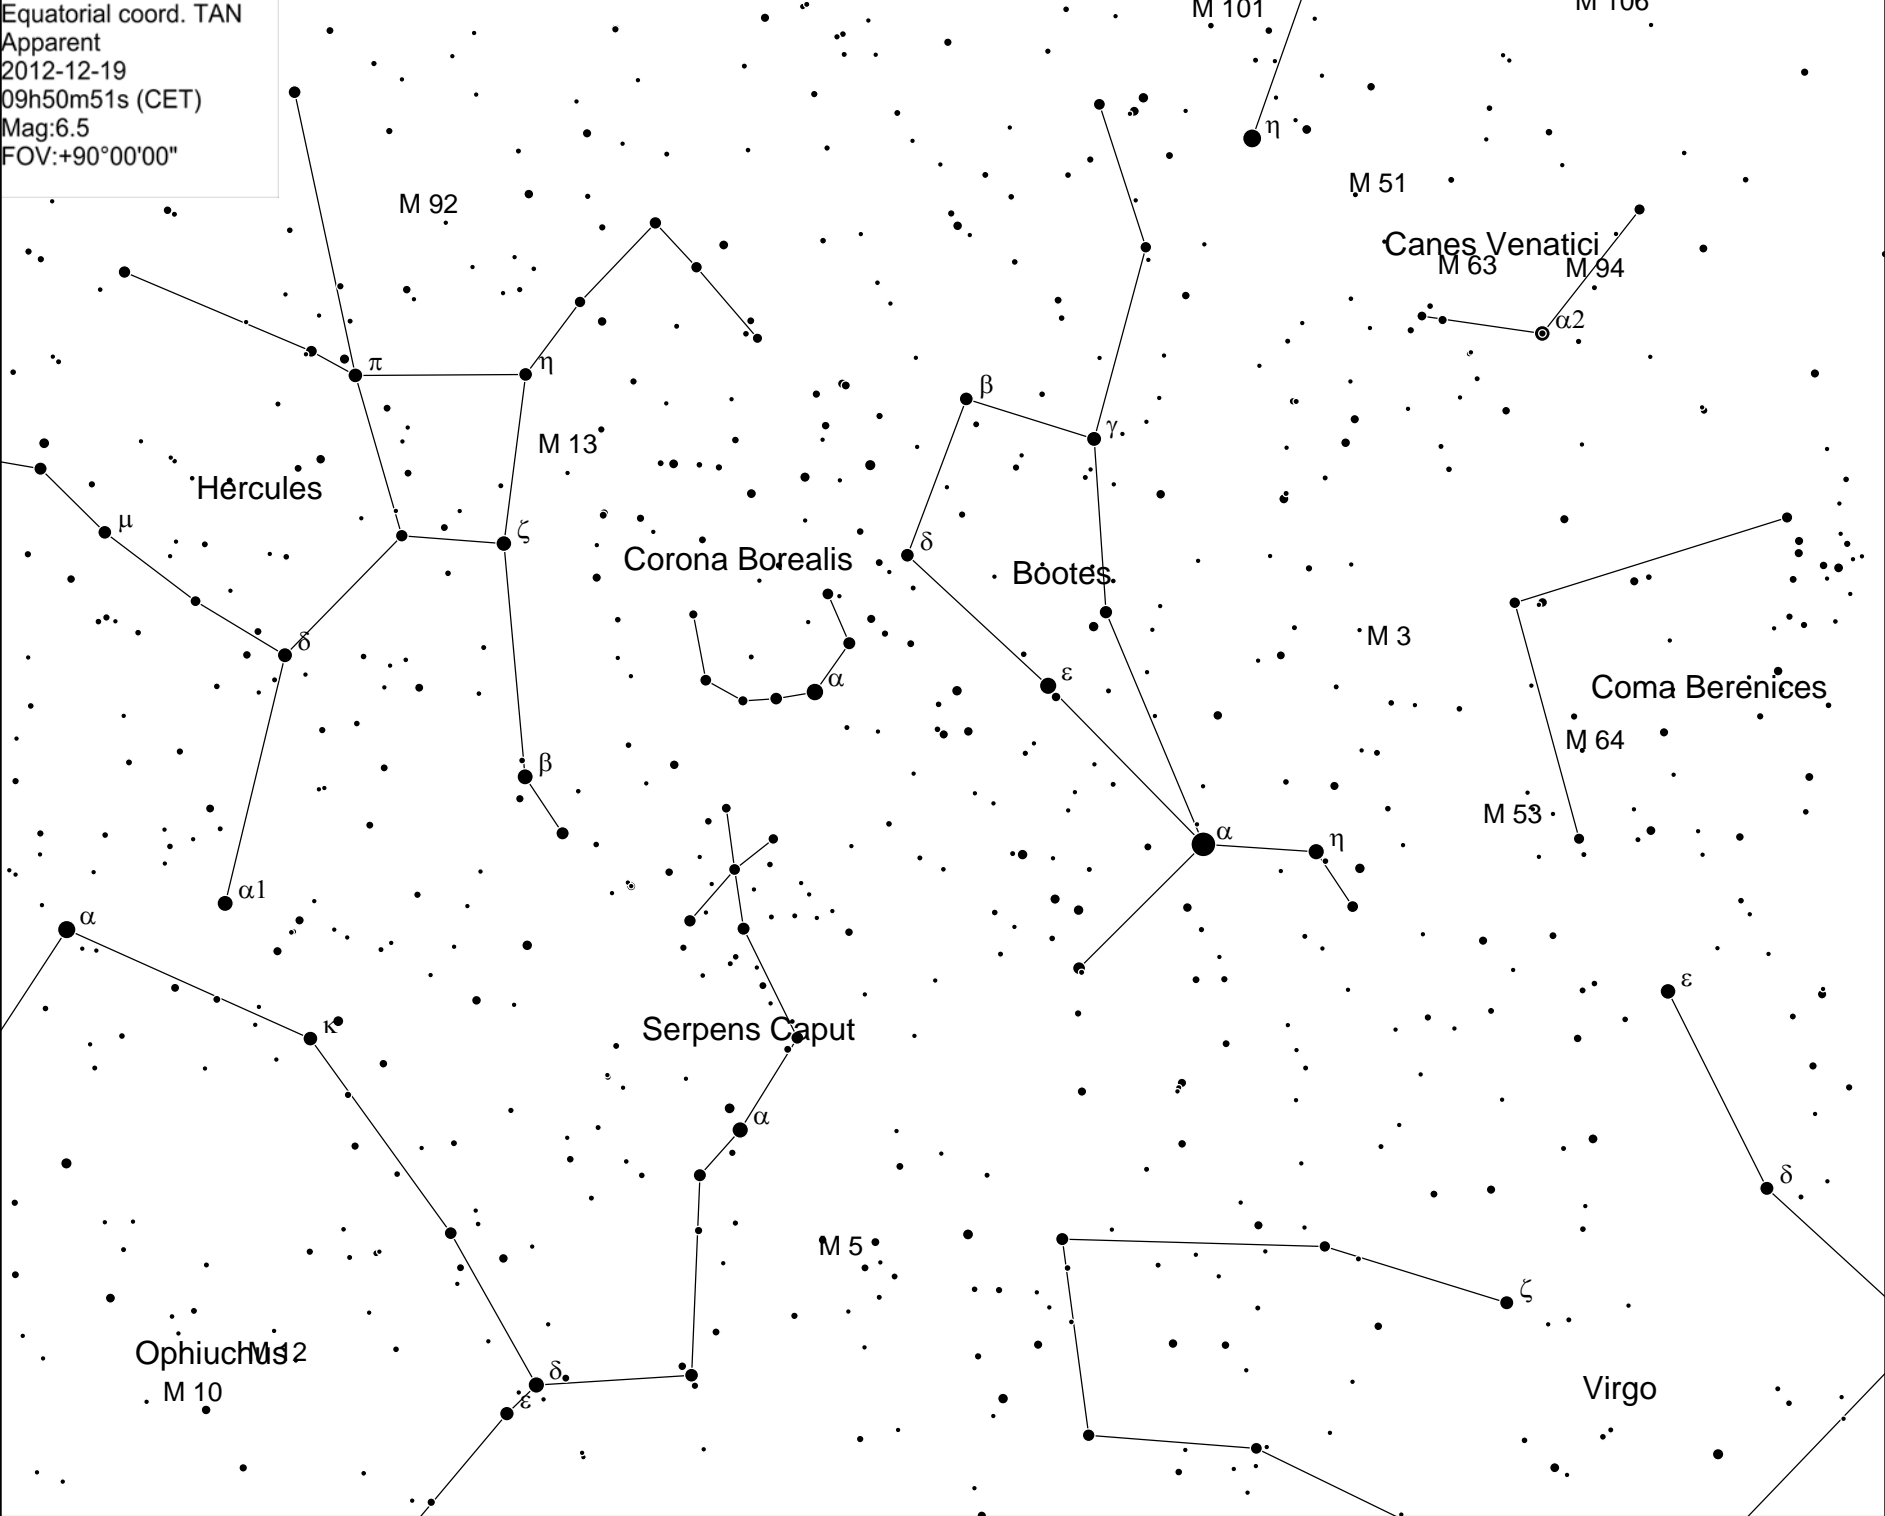 Equatorial coord. TAN
Apparent
2012-12-19
09h50m51s (CET)
Mag:6.5
FOV:+90°00'00"
M 101
M 106
η
M 51
M 92
Canes Venatici
M 63
M 94
α2
π
η
β
γ
M 13
Hercules
μ
ζ
δ
Corona Borealis
Bootes
δ
M 3
ε
α
Coma Berenices
M 64
β
M 53
α
η
α1
α
ε
κ
Serpens Caput
α
δ
M 5
ζ
Ophiuchus
M 12
δ
M 10
ε
Virgo